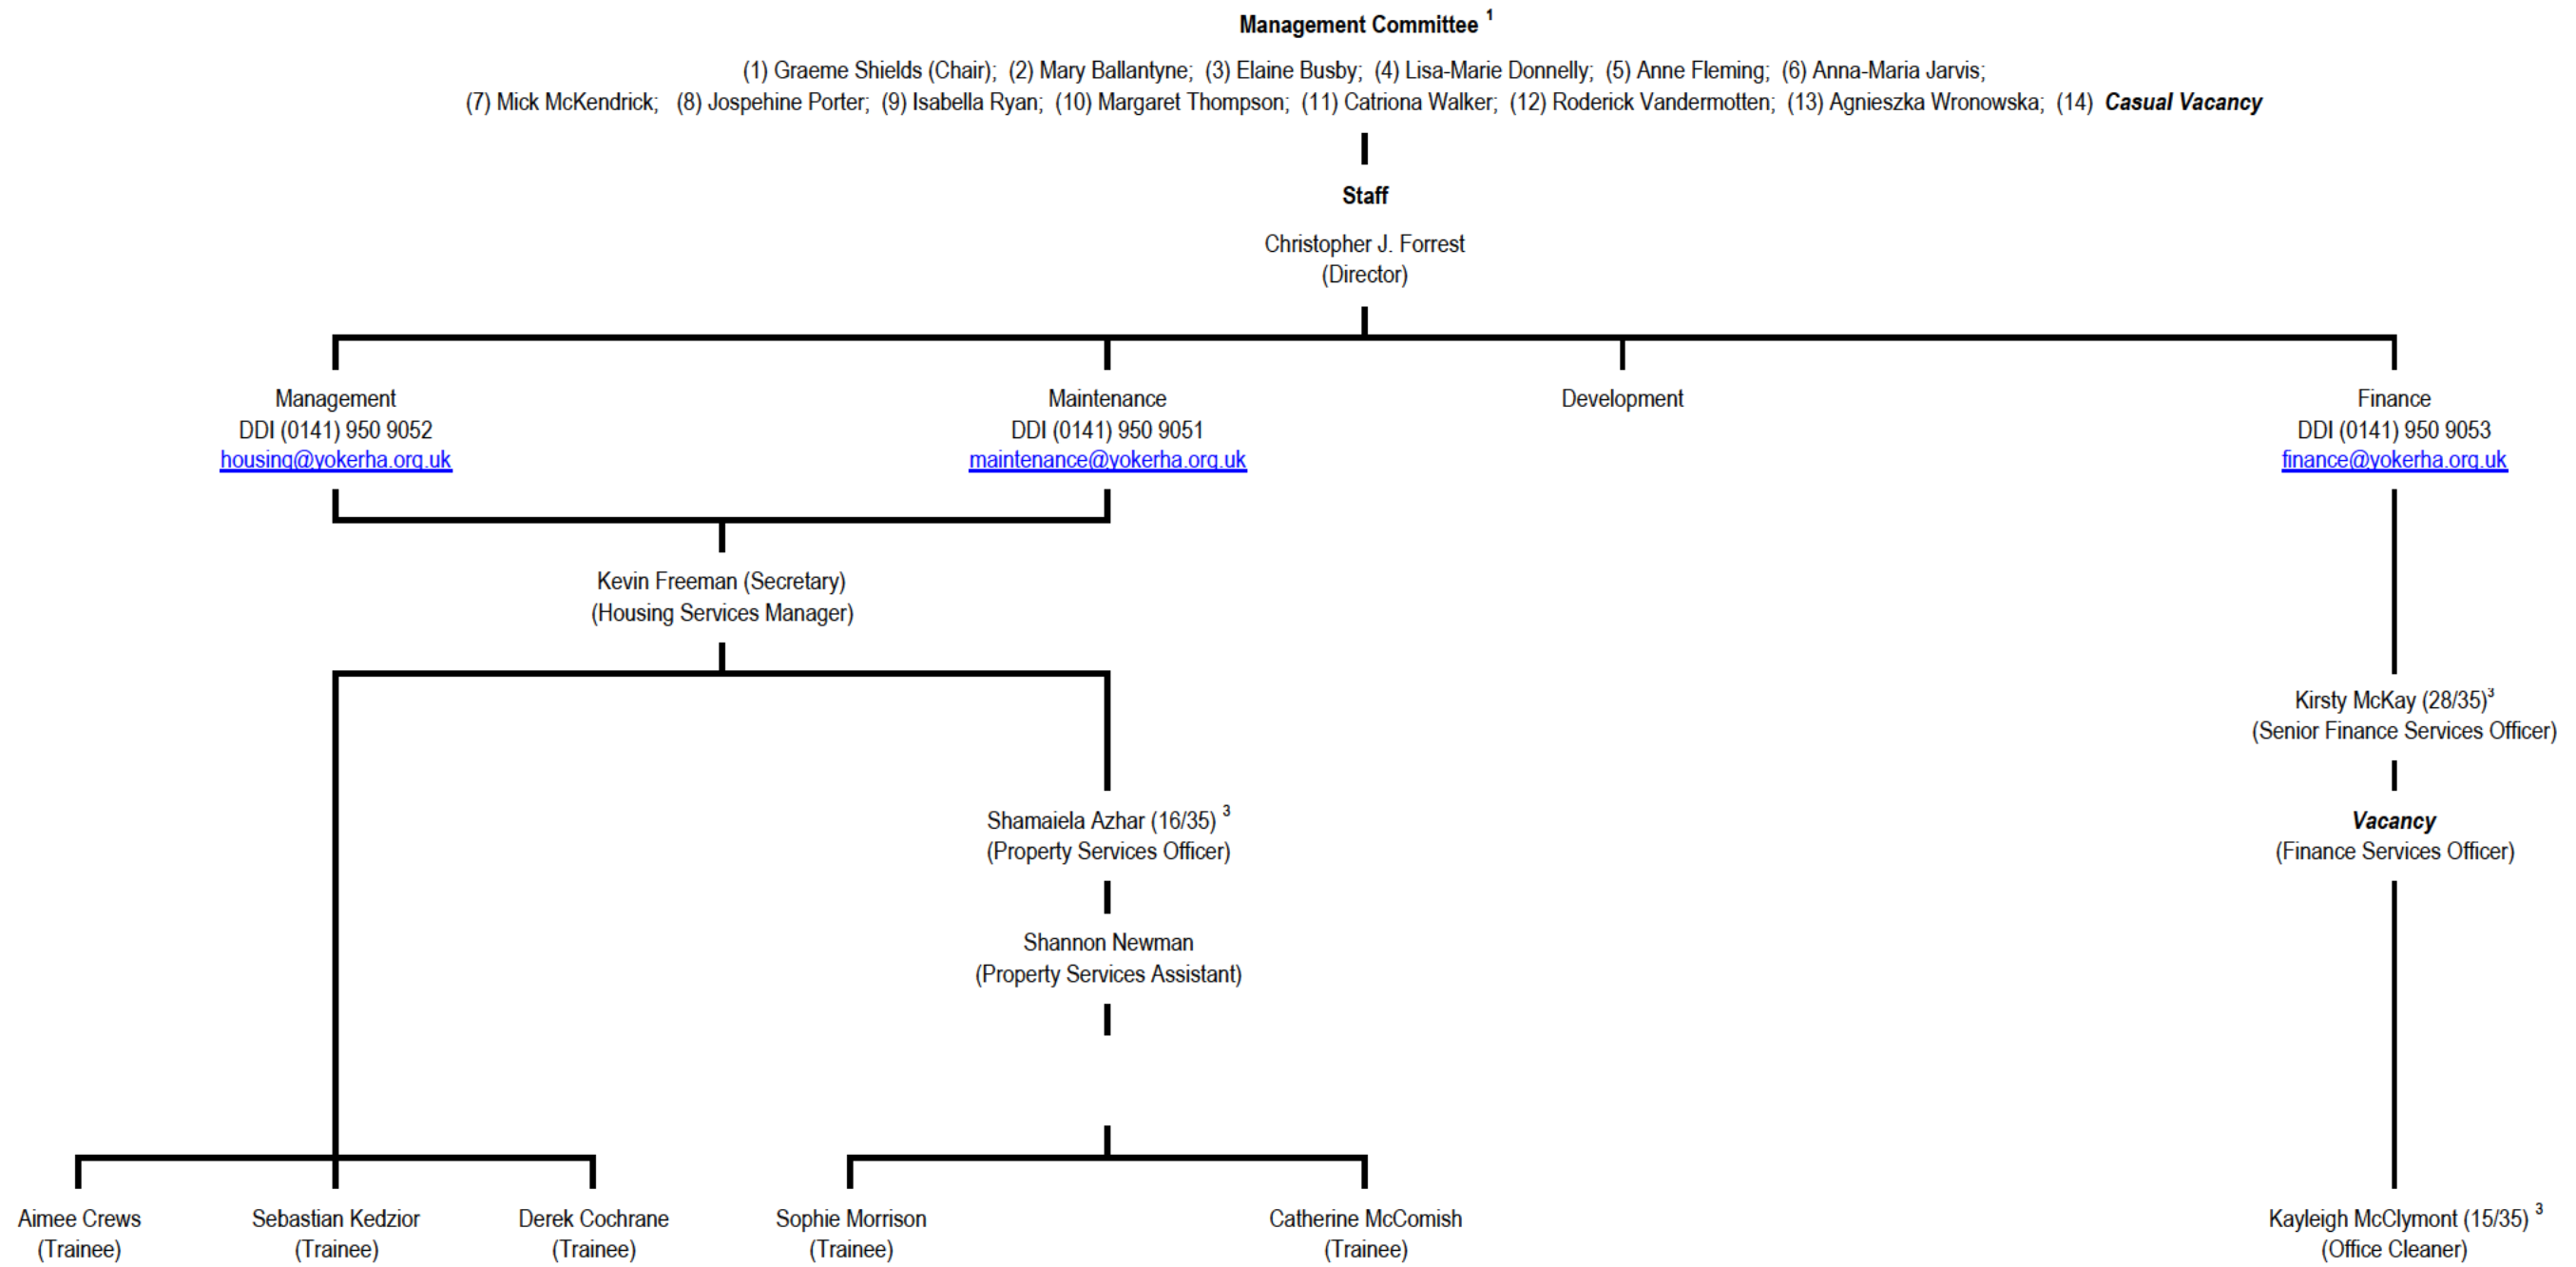 Management Committee 1
(1) Graeme Shields (Chair); (2) Mary Ballantyne; (3) Elaine Busby; (4) Lisa-Marie Donnelly; (5) Anne Fleming; (6) Anna-Maria Jarvis;
(7) Mick McKendrick; (8) Jospehine Porter; (9) Isabella Ryan; (10) Margaret Thompson; (11) Catriona Walker; (12) Roderick Vandermotten; (13) Agnieszka Wronowska; (14) Casual Vacancy
Staff
Christopher J. Forrest
(Director)
Management
DDI (0141) 950 9052
housing@yokerha.org.uk
Maintenance
DDI (0141) 950 9051
maintenance@yokerha.org.uk
Development
Finance
DDI (0141) 950 9053
finance@yokerha.org.uk
Kevin Freeman (Secretary)
(Housing Services Manager)
Kirsty McKay (28/35)3
(Senior Finance Services Officer)
Shamaiela Azhar (16/35) 3
(Property Services Officer)
Vacancy
(Finance Services Officer)
Shannon Newman
(Property Services Assistant)
Aimee Crews
(Trainee)
Sebastian Kedzior
(Trainee)
Derek Cochrane
(Trainee)
Sophie Morrison
(Trainee)
Catherine McComish
(Trainee)
Kayleigh McClymont (15/35) 3
(Office Cleaner)